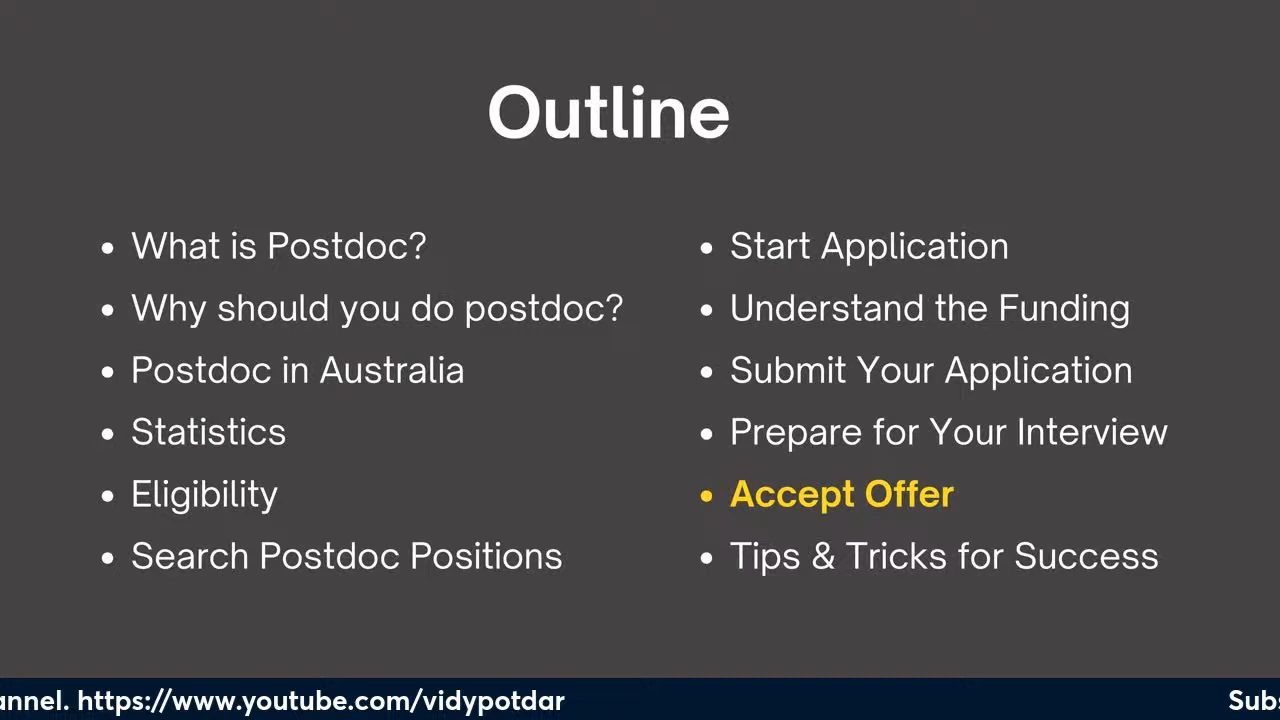 Outline
• What is Postdoc?
• Why should you do postdoc?
• Postdoc in Australia
• Statistics
• Eligibility
• Search Postdoc Positions
• Start Application
• Understand the Funding
• Submit Your Application
• Prepare for Your Interview
• Accept Offer
• Tips & Tricks for Success
annel. https://www.youtube.com/vidypotdar Subs